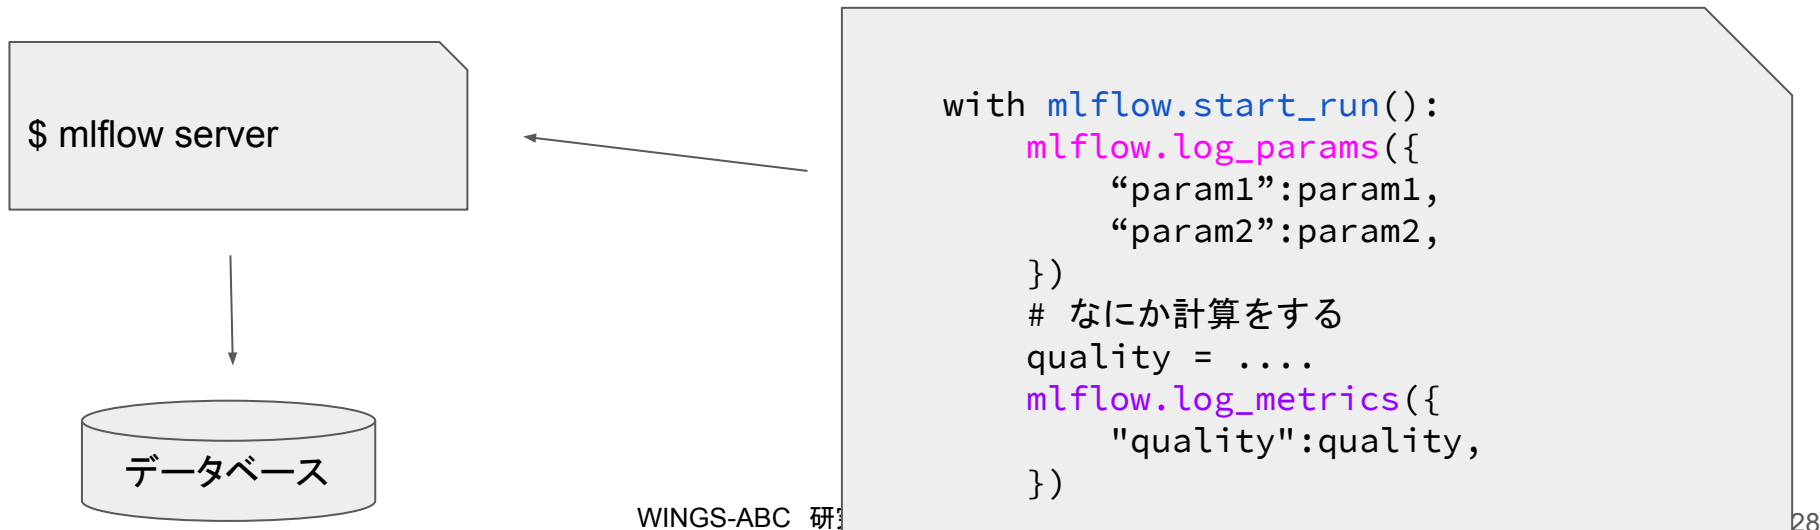 $ mlflow server
データベース
with mlflow.start_run():
    mlflow.log_params({
        “param1”:param1,
        “param2”:param2,
    })
    # なにか計算をする
    quality = ....
    mlflow.log_metrics({
        "quality":quality,
    })
WINGS-ABC 研
28